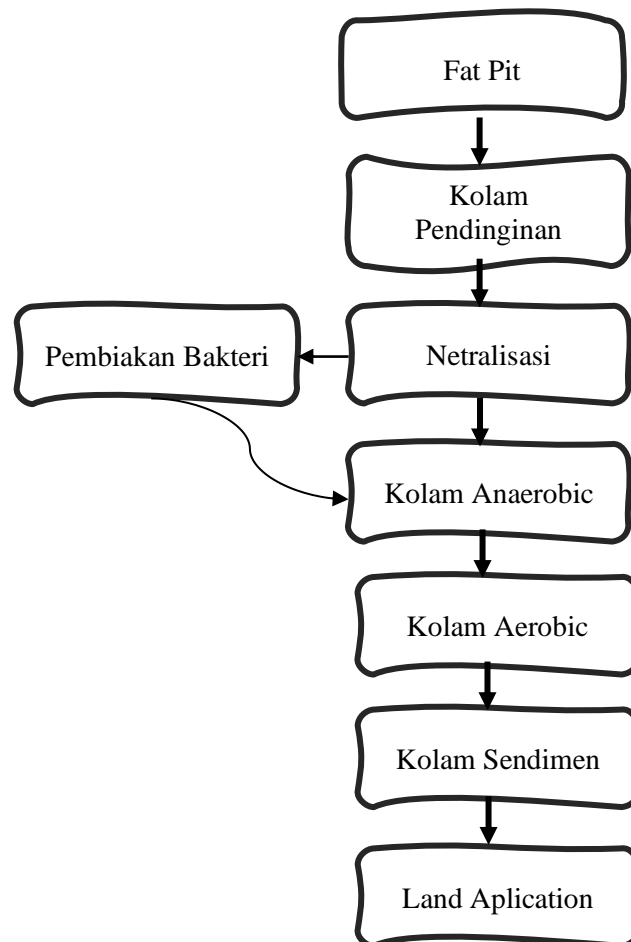 Fat Pit
Kolam
Pendinginan
Pembiakan Bakteri
Netralisasi
Kolam Anaerobic
Kolam Aerobic
Kolam Sendimen
Land Aplication